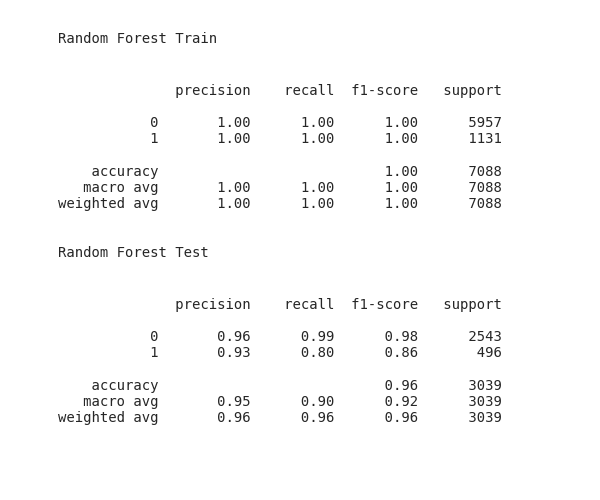 Random Forest Train
precision recall f1-score support
0 1.00 1.00 1.00 5957
1 1.00 1.00 1.00 1131
accuracy 1.00 7088
macro avg 1.00 1.00 1.00 7088
weighted avg 1.00 1.00 1.00 7088
Random Forest Test
precision recall f1-score support
0 0.96 0.99 0.98 2543
1 0.93 0.80 0.86 496
accuracy 0.96 3039
macro avg 0.95 0.90 0.92 3039
weighted avg 0.96 0.96 0.96 3039